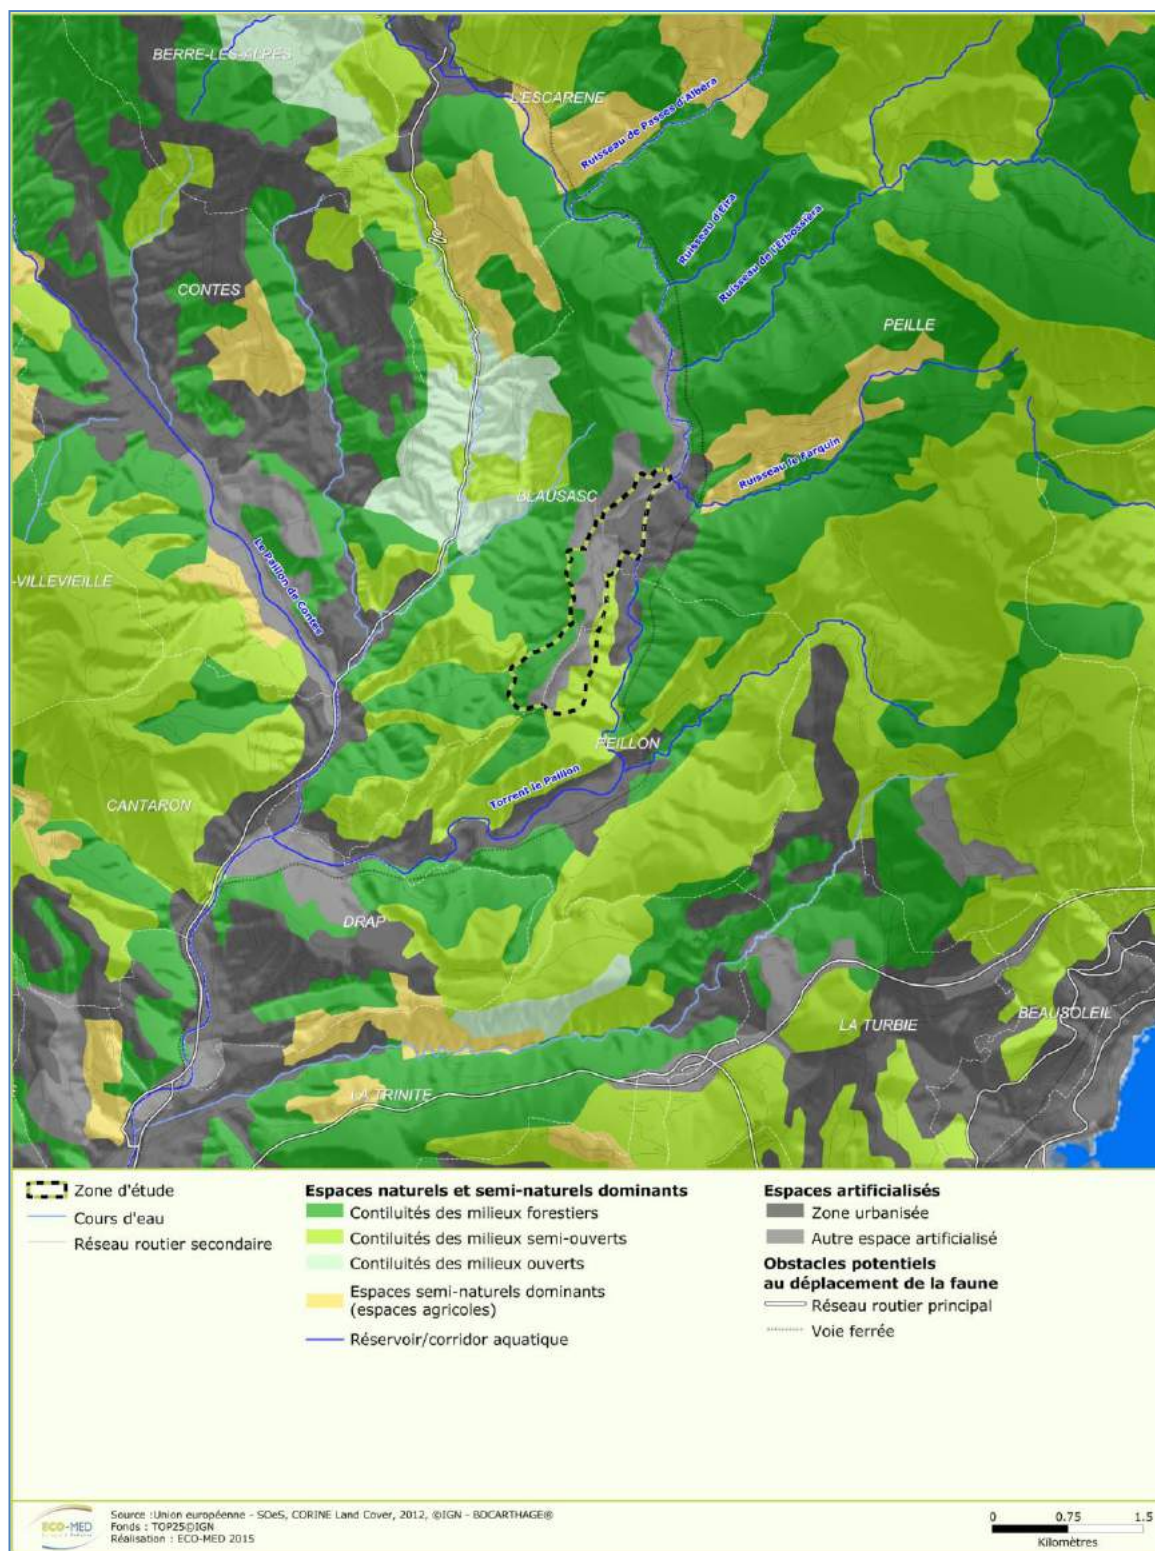 BERRE-LES-ALPES
L'ESCARENE
Ruisseau de Passes d'Albéra
Ruisseau d'Eira
Ruisseau de l'Erbossièra
CONTES
PEILLE
Ruisseau le Farquin
BLAUSASC
Le Paillon de Contes
-VILLEVIEILLE
PEILLON
Torrent le Paillon
CANTARON
DRAP
LA TURBIE
BEAUSOLEIL
LA TRINITE
Zone d'étude
Cours d'eau
Réseau routier secondaire
Espaces naturels et semi-naturels dominants
Contiluités des milieux forestiers
Contiluités des milieux semi-ouverts
Contiluités des milieux ouverts
Espaces semi-naturels dominants
(espaces agricoles)
Réservoir/corridor aquatique
Espaces artificialisés
Zone urbanisée
Autre espace artificialisé
Obstacles potentiels
au déplacement de la faune
Réseau routier principal
Voie ferrée
ECO-MED
Source :Union européenne - SOeS, CORINE Land Cover, 2012, ©IGN - BDCARTHAGE®
Fonds : TOP25©IGN
Réalisation : ECO-MED 2015
0 0.75 1.5
Kilomètres